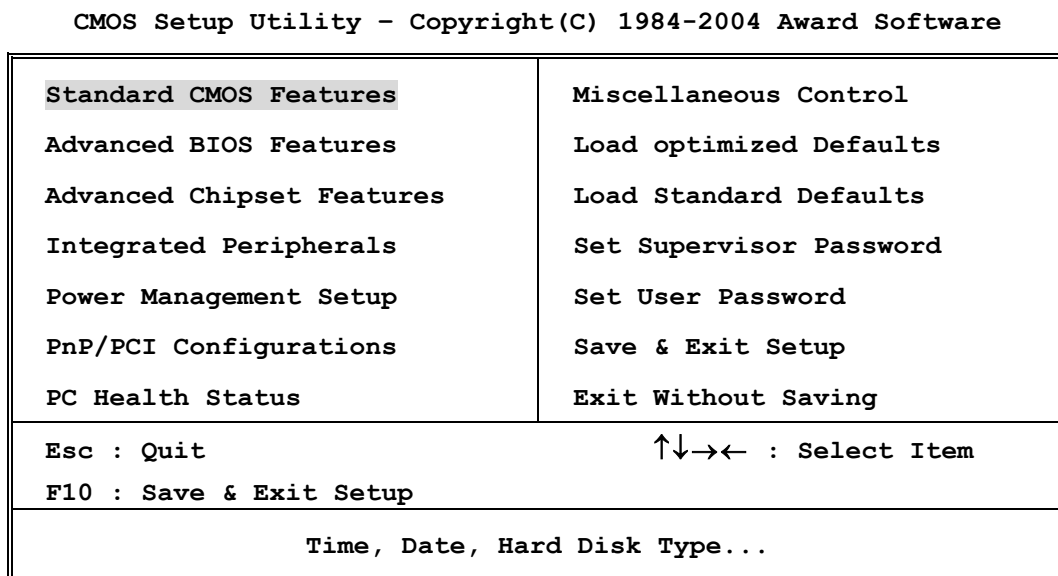 CMOS Setup Utility – Copyright(C) 1984-2004 Award Software
Standard CMOS Features
Advanced BIOS Features
Advanced Chipset Features
Integrated Peripherals
Power Management Setup
PnP/PCI Configurations
PC Health Status
Miscellaneous Control
Load optimized Defaults
Load Standard Defaults
Set Supervisor Password
Set User Password
Save & Exit Setup
Exit Without Saving
Esc : Quit
↑↓→← : Select Item
F10 : Save & Exit Setup
Time, Date, Hard Disk Type...